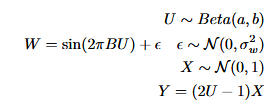 U ∼ Beta(a, b)
W = sin(2πBU) + ϵ   ϵ ∼ 𝒩(0, σ_w^2)
X ∼ 𝒩(0, 1)
Y = (2U − 1)X